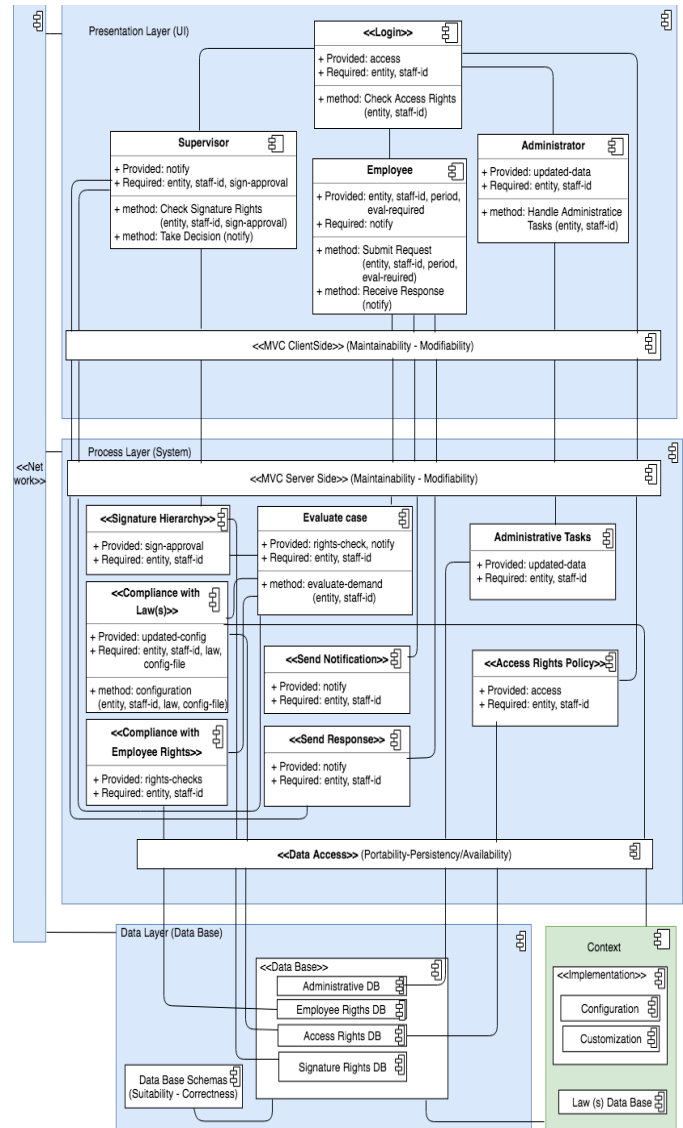 Presentation Layer (UI)
<<Login>>
+ Provided: access
+ Required: entity, staff-id
+ method: Check Access Rights
(entity, staff-id)
Supervisor
+ Provided: notify
+ Required: entity, staff-id, sign-approval
+ method: Check Signature Rights
(entity, staff-id, sign-approval)
+ method: Take Decision (notify)
Employee
+ Provided: entity, staff-id, period,
eval-required
+ Required: notify
+ method: Submit Request
(entity, staff-id, period,
eval-reuired)
+ method: Receive Response
(notify)
Administrator
+ Provided: updated-data
+ Required: entity, staff-id
+ method: Handle Administratice
Tasks (entity, staff-id)
<<MVC ClientSide>> (Maintainability - Modifiability)
<<Net
work>>
Process Layer (System)
<<MVC Server Side>> (Maintainability - Modifiability)
<<Signature Hierarchy>>
+ Provided: sign-approval
+ Required: entity, staff-id
Evaluate case
+ Provided: rights-check, notify
+ Required: entity, staff-id
+ method: evaluate-demand
(entity, staff-id)
Administrative Tasks
+ Provided: updated-data
+ Required: entity, staff-id
<<Compliance with
Law(s)>>
+ Provided: updated-config
+ Required: entity, staff-id, law,
config-file
+ method: configuration
(entity, staff-id, law, config-file)
<<Send Notification>>
+ Provided: notify
+ Required: entity, staff-id
<<Access Rights Policy>>
+ Provided: access
+ Required: entity, staff-id
<<Compliance with
Employee Rights>>
+ Provided: rights-checks
+ Required: entity, staff-id
<<Send Response>>
+ Provided: notify
+ Required: entity, staff-id
<<Data Access>> (Portability-Persistency/Availability)
Data Layer (Data Base)
<<Data Base>>
Administrative DB
Employee Rigths DB
Access Rights DB
Signature Rights DB
Data Base Schemas
(Suitability - Correctness)
Context
<<Implementation>>
Configuration
Customization
Law (s) Data Base